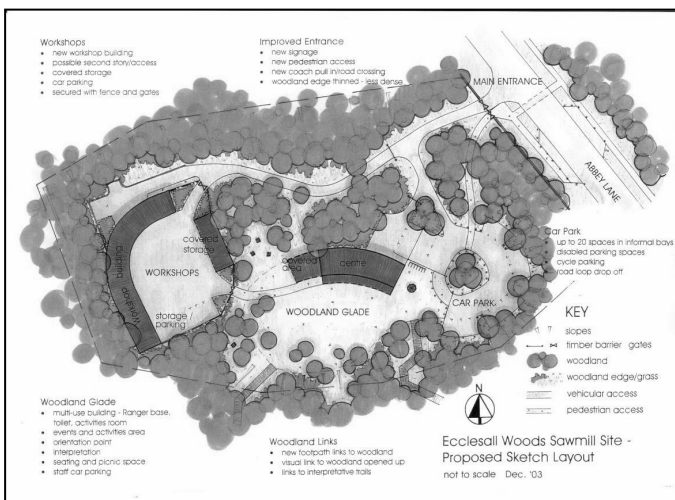 Workshops
• new workshop building
• possible second story/access
• covered storage
• car parking
• secured with fence and gates
Improved Entrance
• new signage
• new pedestrian access
• new coach pull in/road crossing
• woodland edge thinned - less dense
MAIN ENTRANCE
ABBEY LANE
Car Park
• up to 20 spaces in informal bays
• disabled parking spaces
• cycle parking
• road loop drop off
covered
storage
building
workshop
WORKSHOPS
storage/
parking
covered
area
centre
WOODLAND GLADE
CAR PARK
KEY
slopes
timber barrier gates
woodland
woodland edge/grass
vehicular access
pedestrian access
N
Woodland Glade
• multi-use building - Ranger base,
toilet, activities room
• events and activities area
• orientation point
• interpretation
• seating and picnic space
• staff car parking
Woodland Links
• new footpath links to woodland
• visual link to woodland opened up
• links to interpretative trails
Ecclesall Woods Sawmill Site -
Proposed Sketch Layout
not to scale Dec. '03